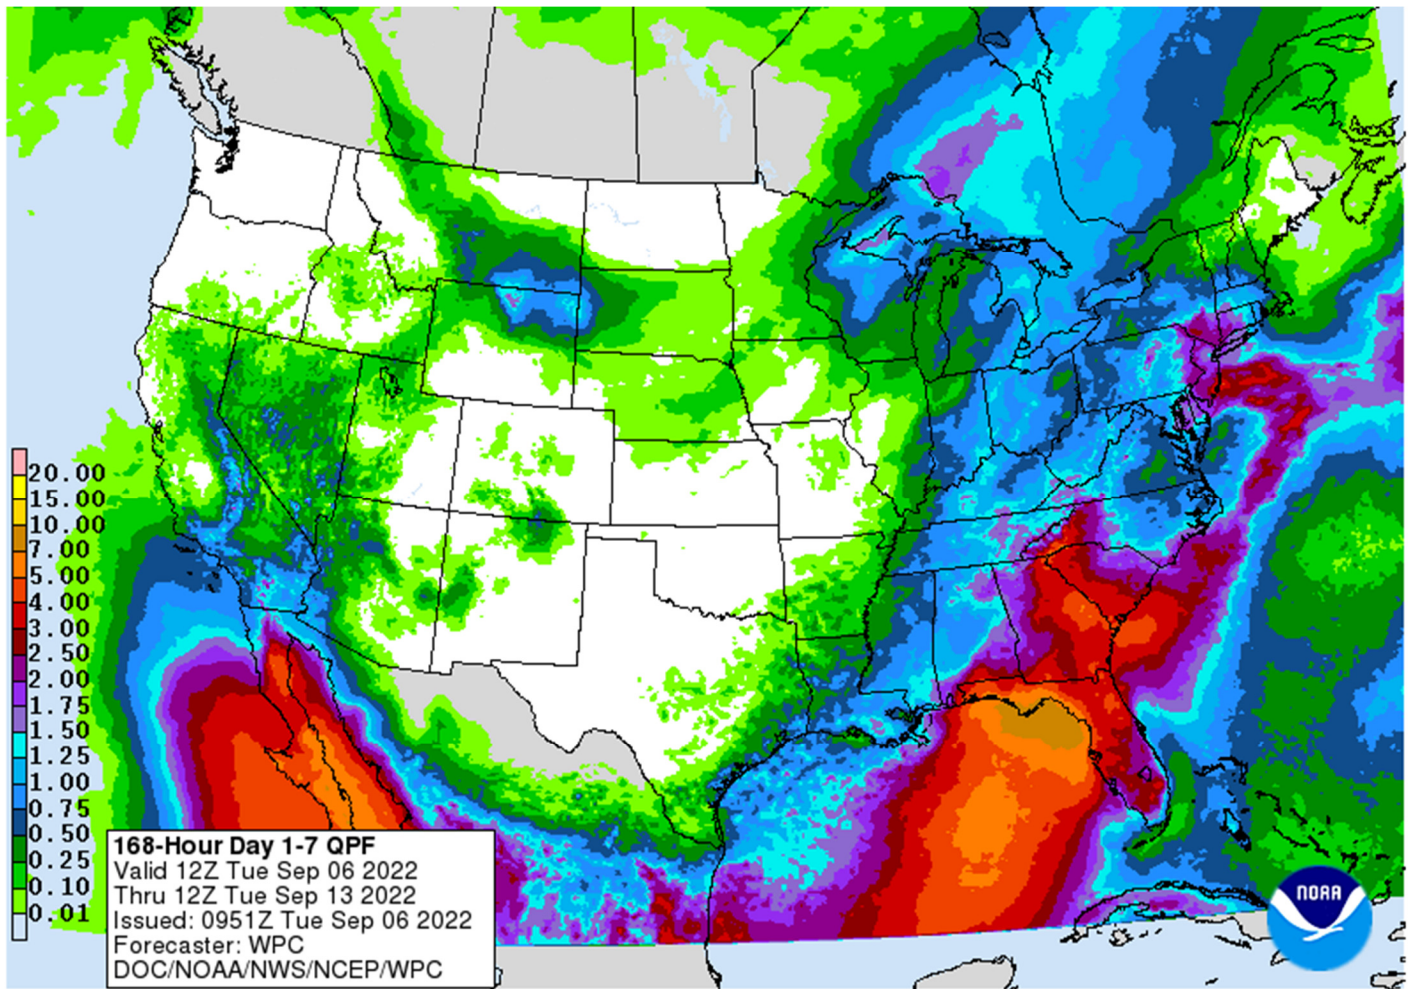 20.00
15.00
10.00
7.00
5.00
4.00
3.00
2.50
2.00
1.75
1.50
1.25
1.00
0.75
0.50
0.25
0.10
0.01
168-Hour Day 1-7 QPF
Valid 12Z Tue Sep 06 2022
Thru 12Z Tue Sep 13 2022
Issued: 0951Z Tue Sep 06 2022
Forecaster: WPC
DOC/NOAA/NWS/NCEP/WPC
NOAA